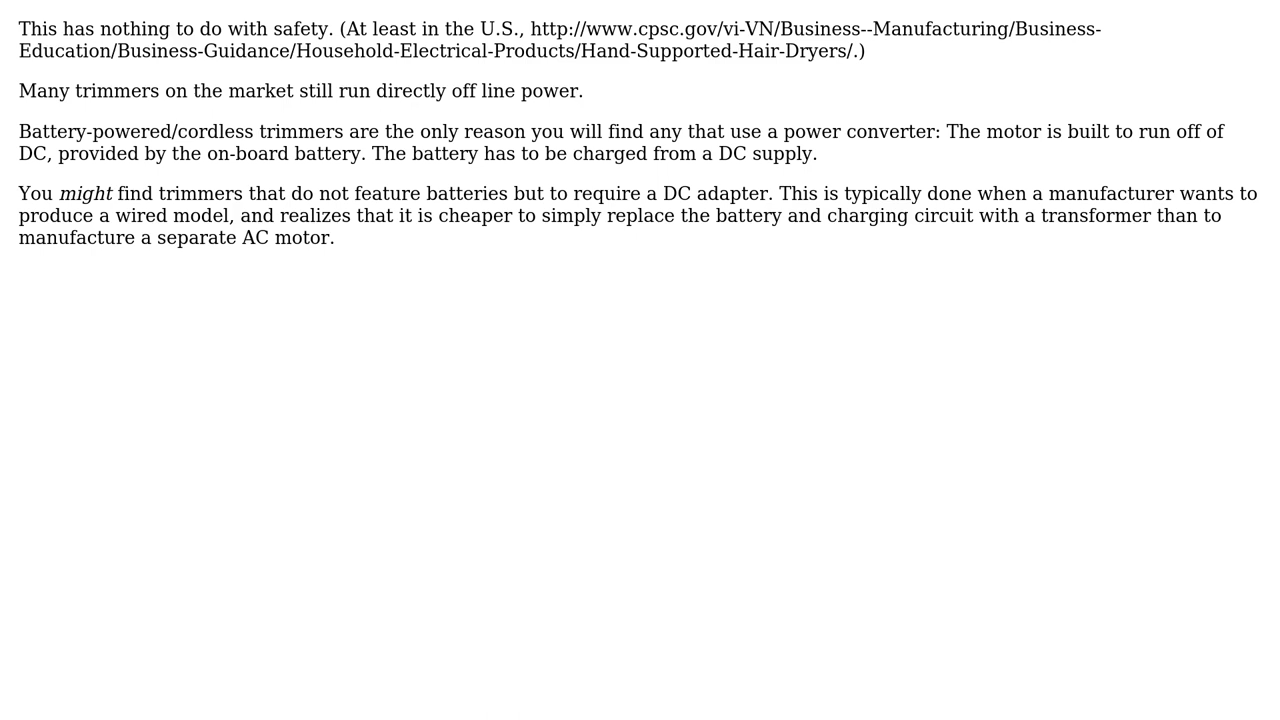 This has nothing to do with safety. (At least in the U.S., http://www.cpsc.gov/vi-VN/Business--Manufacturing/Business-
Education/Business-Guidance/Household-Electrical-Products/Hand-Supported-Hair-Dryers/.)
Many trimmers on the market still run directly off line power.
Battery-powered/cordless trimmers are the only reason you will find any that use a power converter: The motor is built to run off of
DC, provided by the on-board battery. The battery has to be charged from a DC supply.
You might find trimmers that do not feature batteries but to require a DC adapter. This is typically done when a manufacturer wants to
produce a wired model, and realizes that it is cheaper to simply replace the battery and charging circuit with a transformer than to
manufacture a separate AC motor.